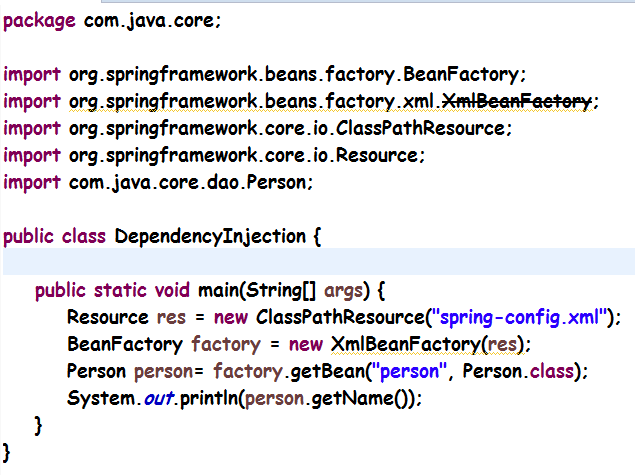 package com.java.core;
import org.springframework.beans.factory.BeanFactory;
import org.springframework.beans.factory.xml.XmlBeanFactory;
import org.springframework.core.io.ClassPathResource;
import org.springframework.core.io.Resource;
import com.java.core.dao.Person;
public class DependencyInjection {
public static void main(String[] args) {
Resource res = new ClassPathResource("spring-config.xml");
BeanFactory factory = new XmlBeanFactory(res);
Person person= factory.getBean("person", Person.class);
System.out.println(person.getName());
}
}